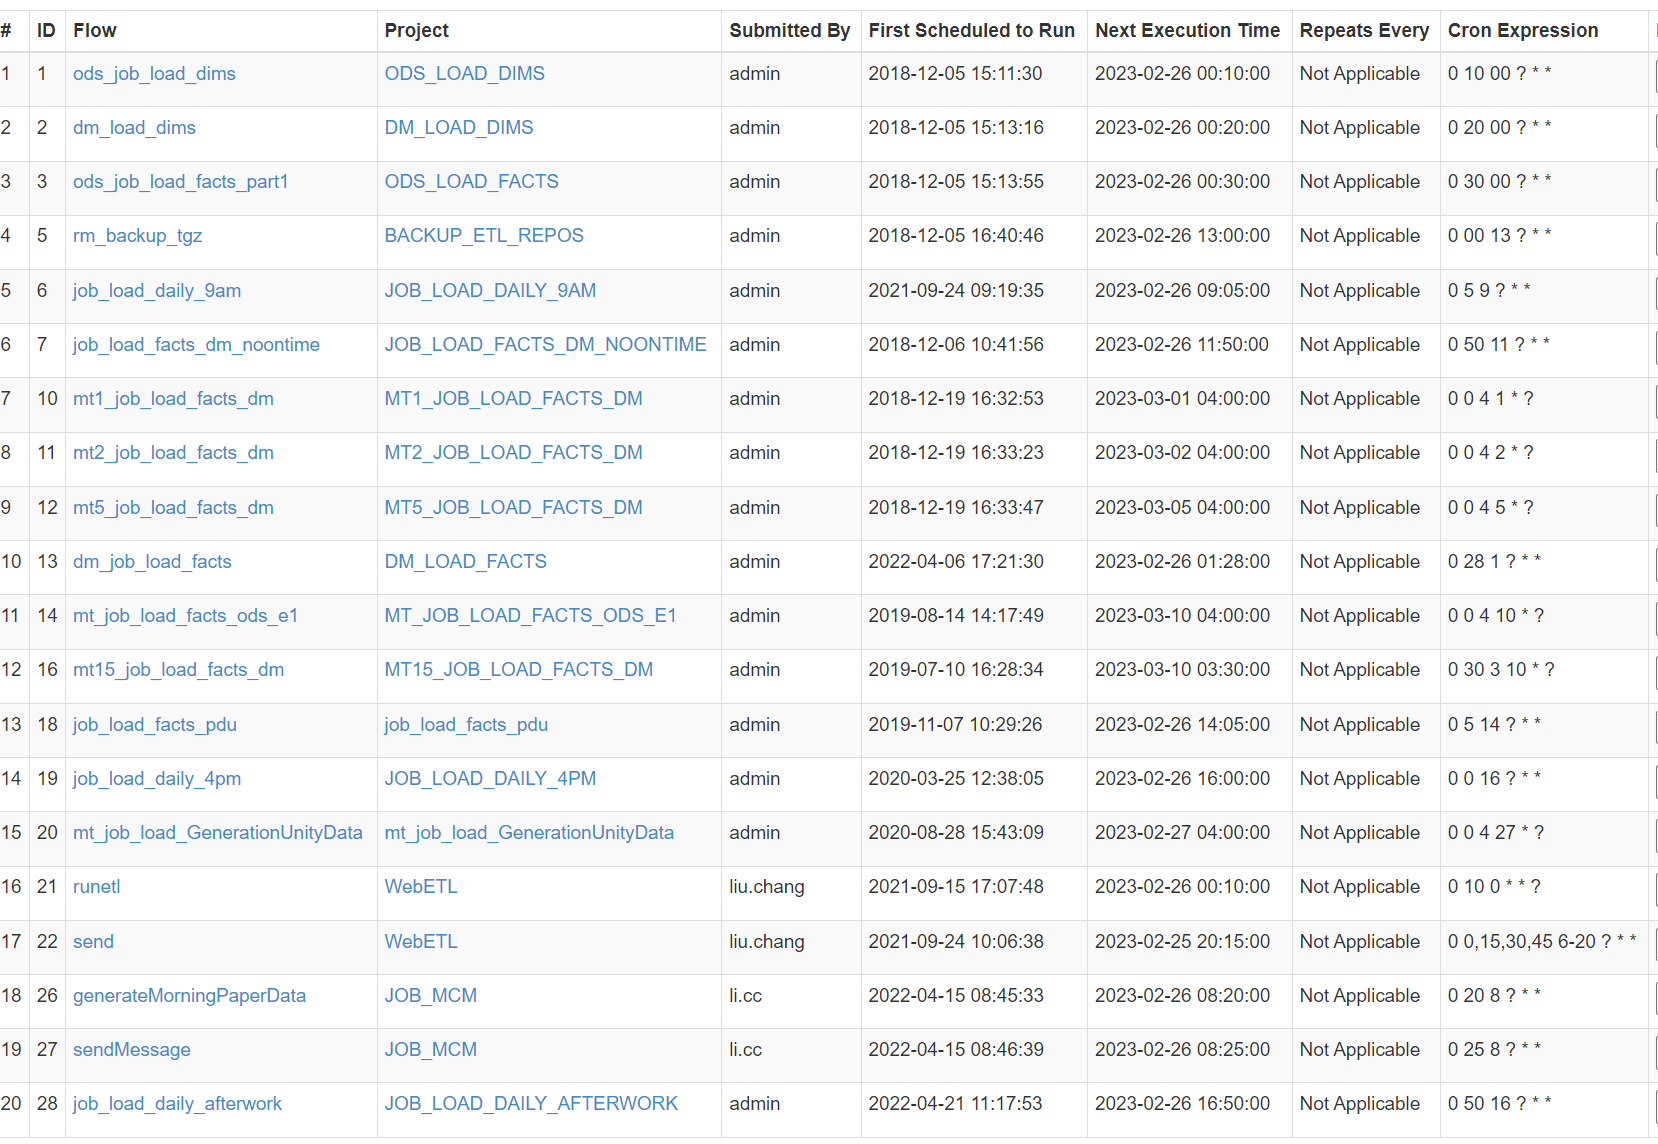 # ID Flow Project Submitted By First Scheduled to Run Next Execution Time Repeats Every Cron Expression
1 1 ods_job_load_dims ODS_LOAD_DIMS admin 2018-12-05 15:11:30 2023-02-26 00:10:00 Not Applicable 0 10 00 ? * *
2 2 dm_load_dims DM_LOAD_DIMS admin 2018-12-05 15:13:16 2023-02-26 00:20:00 Not Applicable 0 20 00 ? * *
3 3 ods_job_load_facts_part1 ODS_LOAD_FACTS admin 2018-12-05 15:13:55 2023-02-26 00:30:00 Not Applicable 0 30 00 ? * *
4 5 rm_backup_tgz BACKUP_ETL_REPOS admin 2018-12-05 16:40:46 2023-02-26 13:00:00 Not Applicable 0 00 13 ? * *
5 6 job_load_daily_9am JOB_LOAD_DAILY_9AM admin 2021-09-24 09:19:35 2023-02-26 09:05:00 Not Applicable 0 5 9 ? * *
6 7 job_load_facts_dm_noontime JOB_LOAD_FACTS_DM_NOONTIME admin 2018-12-06 10:41:56 2023-02-26 11:50:00 Not Applicable 0 50 11 ? * *
7 10 mt1_job_load_facts_dm MT1_JOB_LOAD_FACTS_DM admin 2018-12-19 16:32:53 2023-03-01 04:00:00 Not Applicable 0 0 4 1 * ?
8 11 mt2_job_load_facts_dm MT2_JOB_LOAD_FACTS_DM admin 2018-12-19 16:33:23 2023-03-02 04:00:00 Not Applicable 0 0 4 2 * ?
9 12 mt5_job_load_facts_dm MT5_JOB_LOAD_FACTS_DM admin 2018-12-19 16:33:47 2023-03-05 04:00:00 Not Applicable 0 0 4 5 * ?
10 13 dm_job_load_facts DM_LOAD_FACTS admin 2022-04-06 17:21:30 2023-02-26 01:28:00 Not Applicable 0 28 1 ? * *
11 14 mt_job_load_facts_ods_e1 MT_JOB_LOAD_FACTS_ODS_E1 admin 2019-08-14 14:17:49 2023-03-10 04:00:00 Not Applicable 0 0 4 10 * ?
12 16 mt15_job_load_facts_dm MT15_JOB_LOAD_FACTS_DM admin 2019-07-10 16:28:34 2023-03-10 03:30:00 Not Applicable 0 30 3 10 * ?
13 18 job_load_facts_pdu job_load_facts_pdu admin 2019-11-07 10:29:26 2023-02-26 14:05:00 Not Applicable 0 5 14 ? * *
14 19 job_load_daily_4pm JOB_LOAD_DAILY_4PM admin 2020-03-25 12:38:05 2023-02-26 16:00:00 Not Applicable 0 0 16 ? * *
15 20 mt_job_load_GenerationUnityData mt_job_load_GenerationUnityData admin 2020-08-28 15:43:09 2023-02-27 04:00:00 Not Applicable 0 0 4 27 * ?
16 21 runetl WebETL liu.chang 2021-09-15 17:07:48 2023-02-26 00:10:00 Not Applicable 0 10 0 * * ?
17 22 send WebETL liu.chang 2021-09-24 10:06:38 2023-02-25 20:15:00 Not Applicable 0 0,15,30,45 6-20 ? * *
18 26 generateMorningPaperData JOB_MCM li.cc 2022-04-15 08:45:33 2023-02-26 08:20:00 Not Applicable 0 20 8 ? * *
19 27 sendMessage JOB_MCM li.cc 2022-04-15 08:46:39 2023-02-26 08:25:00 Not Applicable 0 25 8 ? * *
20 28 job_load_daily_afterwork JOB_LOAD_DAILY_AFTERWORK admin 2022-04-21 11:17:53 2023-02-26 16:50:00 Not Applicable 0 50 16 ? * *